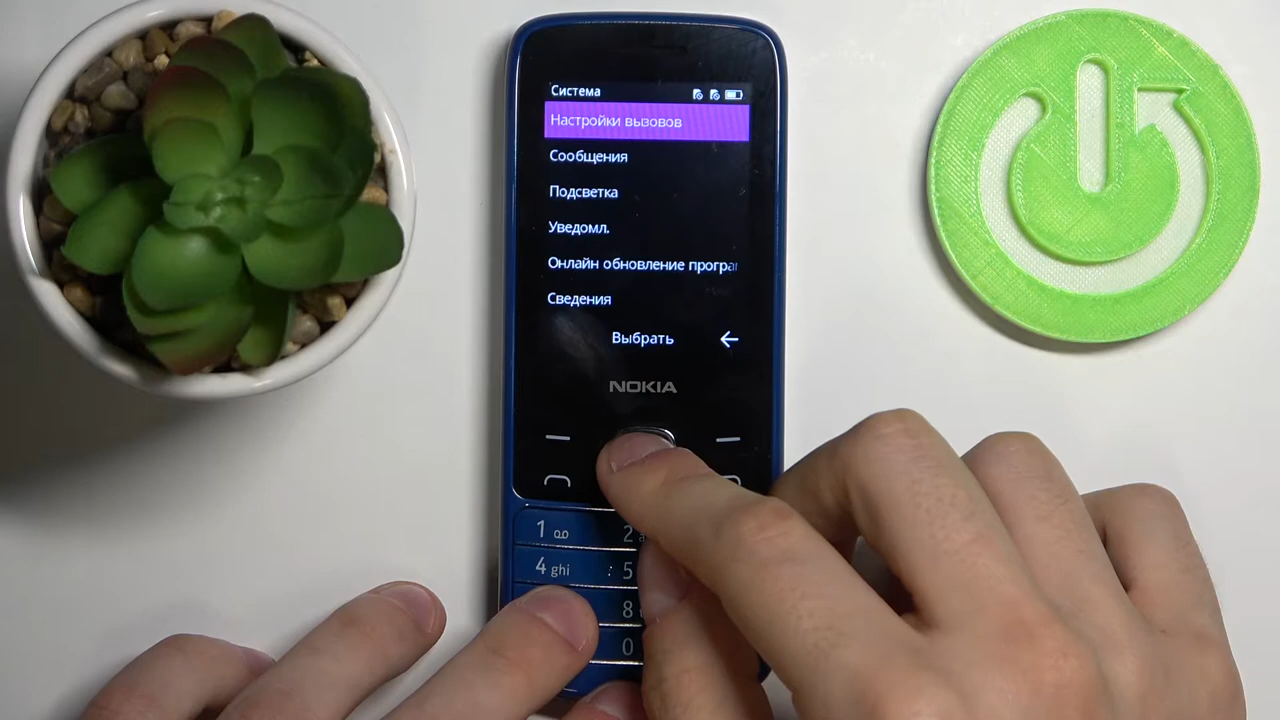 Система
Настройки вызовов
Сообщения
Подсветка
Уведомл.
Онлайн обновление програ
Сведения
Выбрать
NOKIA
1 2
4 ghi 5
8
0